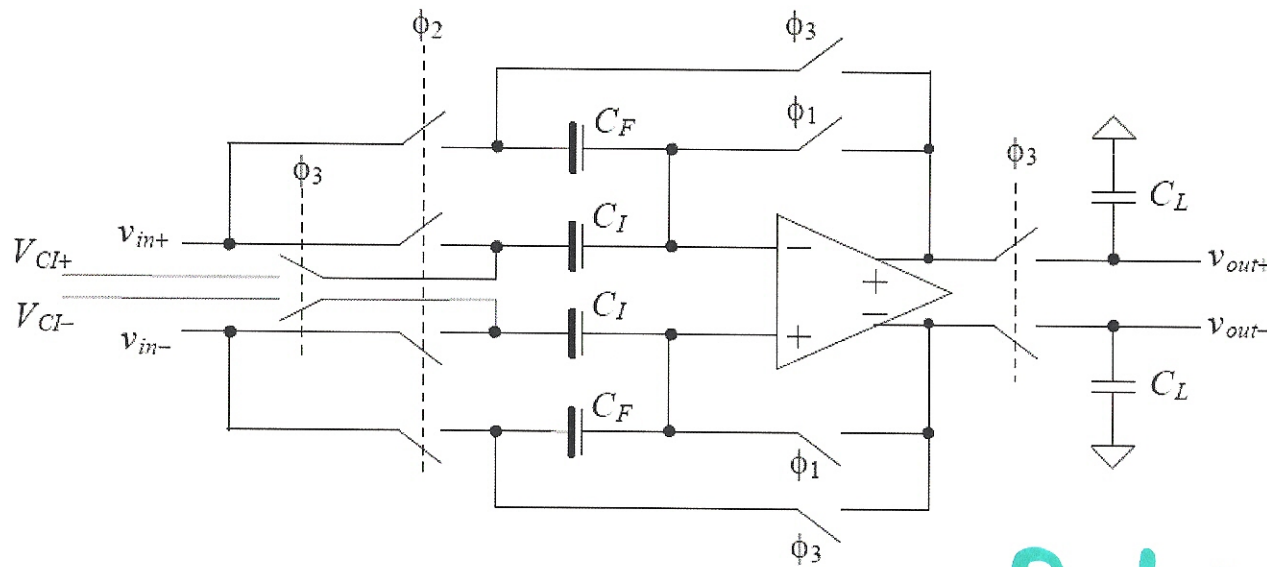 ϕ2
ϕ3
CF
ϕ1
ϕ3
ϕ3
CL
vin+
CI
VCI+
vout+
+
−
VCI−
CI
vin−
+
−
vout−
CF
CL
ϕ1
ϕ3